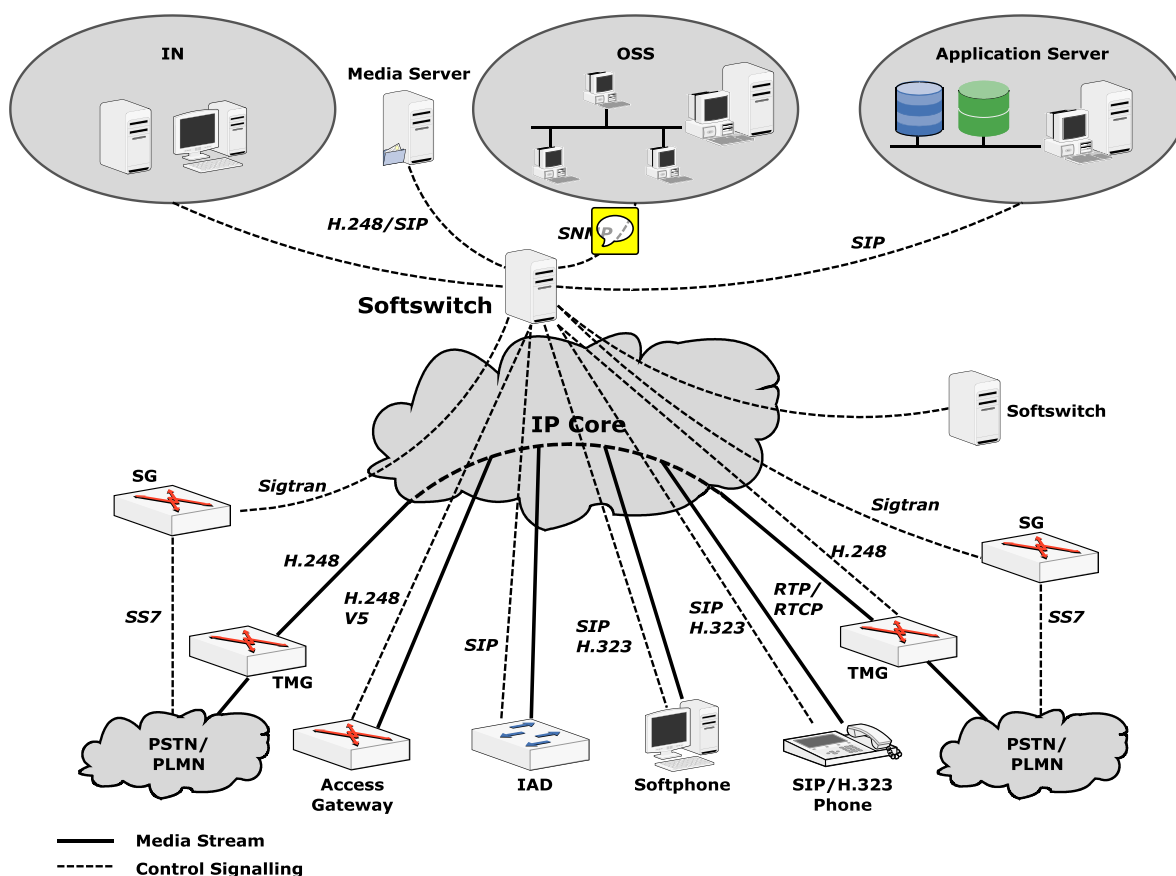 IN
OSS
Application Server
Media Server
H.248/SIP
SIP
Softswitch
Softswitch
IP Core
SG
Sigtran
Sigtran
SG
H.248
H.248
H.248
V5
SIP
SIP
H.323
SIP
H.323
RTP/
RTCP
SS7
SS7
TMG
TMG
PSTN/
PLMN
PSTN/
PLMN
Access
Gateway
IAD
Softphone
SIP/H.323
Phone
Media Stream
Control Signalling